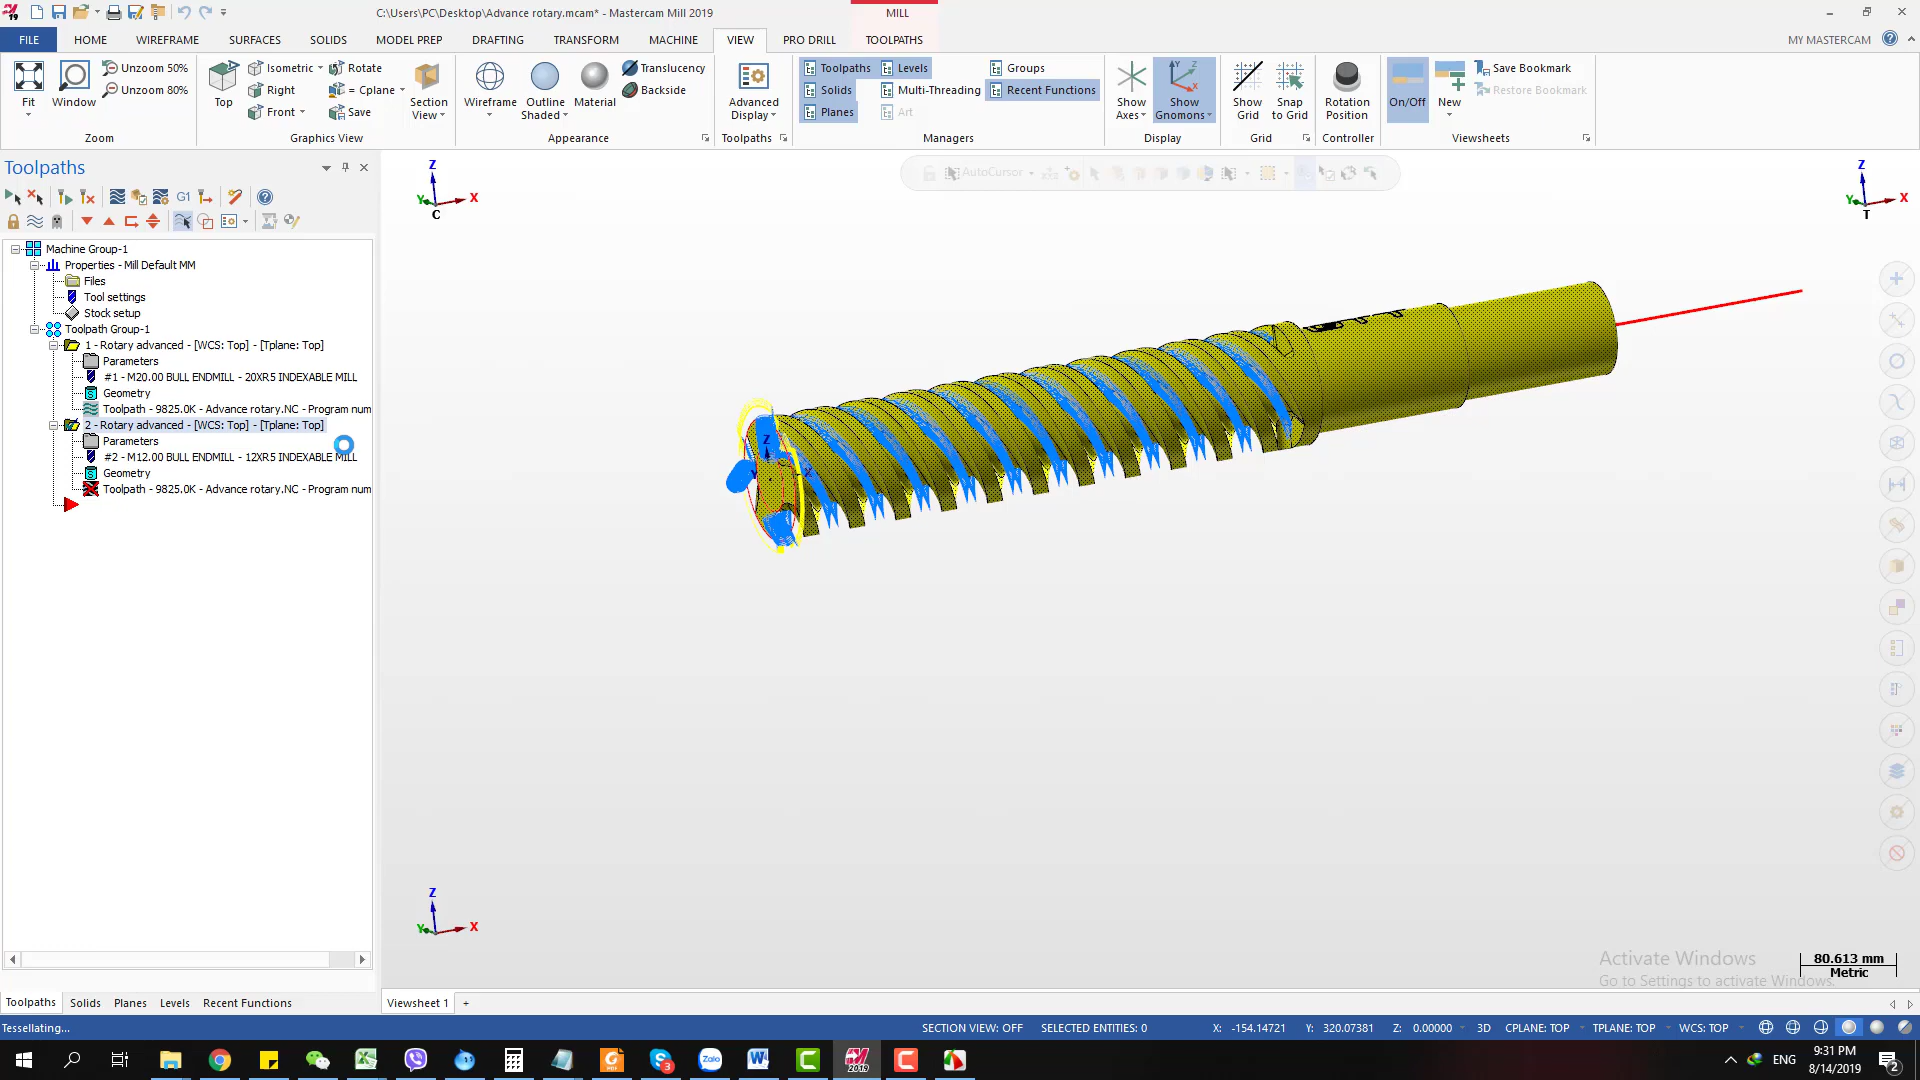 C:\Users\PC\Desktop\Advance rotary.mcam* - Mastercam Mill 2019
MILL
FILE HOME WIREFRAME SURFACES SOLIDS MODEL PREP DRAFTING TRANSFORM MACHINE VIEW PRO DRILL TOOLPATHS MY MASTERCAM
Unzoom 50% Isometric Rotate Translucency Toolpaths Levels Groups Save Bookmark
Unzoom 80% Right = Cplane Backside Solids Multi-Threading Recent Functions Restore Bookmark
Fit Window Top Section View Wireframe Outline Shaded Material Advanced Display Show Axes Show Gnomons Show Grid Snap to Grid Rotation Position On/Off New
Front Save Planes Art
Zoom Graphics View Appearance Toolpaths Managers Display Grid Controller Viewsheets
Toolpaths
AutoCursor
G1
Z
Y X
C
Z
Y X
T
Machine Group-1
Properties - Mill Default MM
Files
Tool settings
Stock setup
Toolpath Group-1
1 - Rotary advanced - [WCS: Top] - [Tplane: Top]
Parameters
#1 - M20.00 BULL ENDMILL - 20XR5 INDEXABLE MILL
Geometry
Toolpath - 9825.0K - Advance rotary.NC - Program num
2 - Rotary advanced - [WCS: Top] - [Tplane: Top]
Parameters
#2 - M12.00 BULL ENDMILL - 12XR5 INDEXABLE MILL
Geometry
Toolpath - 9825.0K - Advance rotary.NC - Program num
Z
Y X
Z
Y X
Activate Windows
Go to Settings to activate Windows.
80.613 mm
Metric
Toolpaths Solids Planes Levels Recent Functions Viewsheet 1 +
Tessellating... SECTION VIEW: OFF SELECTED ENTITIES: 0 X: -154.14721 Y: 320.07381 Z: 0.00000 3D CPLANE: TOP TPLANE: TOP WCS: TOP
ENG
9:31 PM
8/14/2019
2
3
Zalo
2019